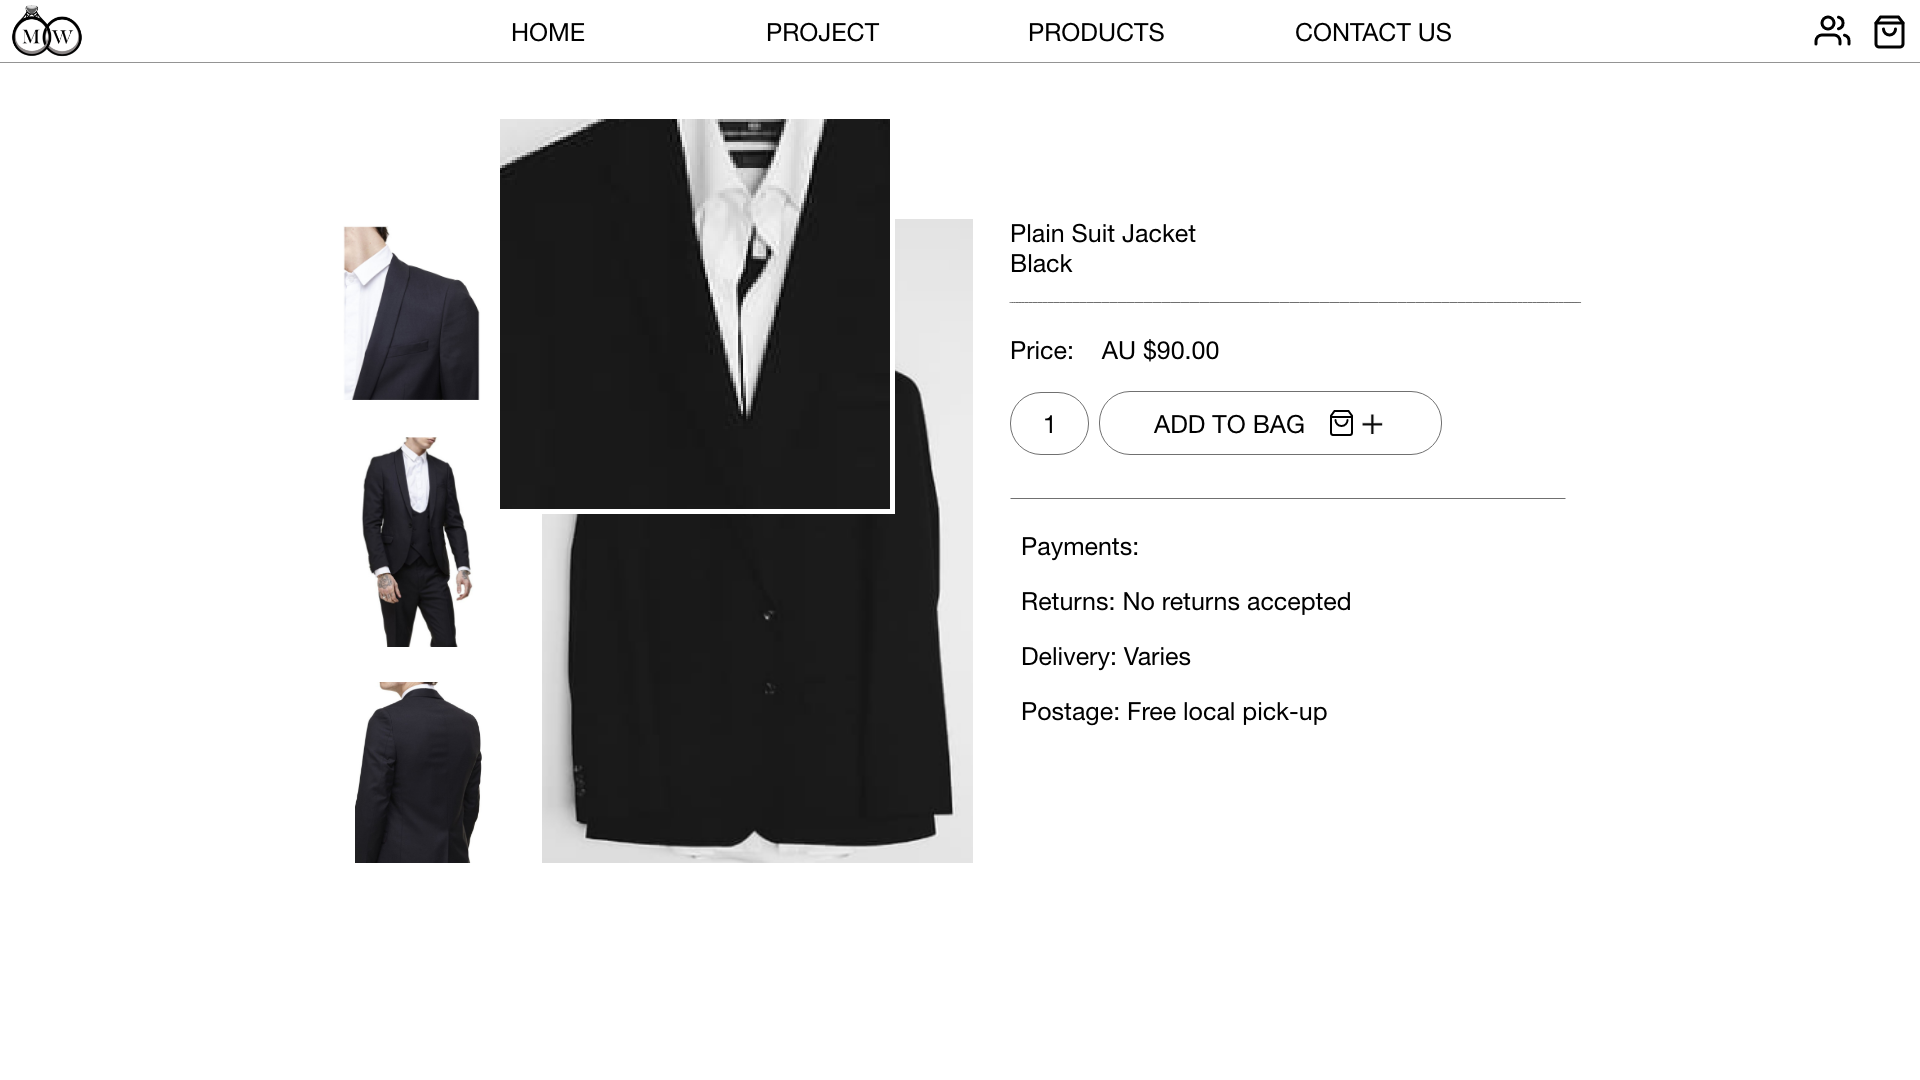 MW
HOME
PROJECT
PRODUCTS
CONTACT US
Plain Suit Jacket
Black
Price: AU $90.00
1
ADD TO BAG
Payments:
Returns: No returns accepted
Delivery: Varies
Postage: Free local pick-up